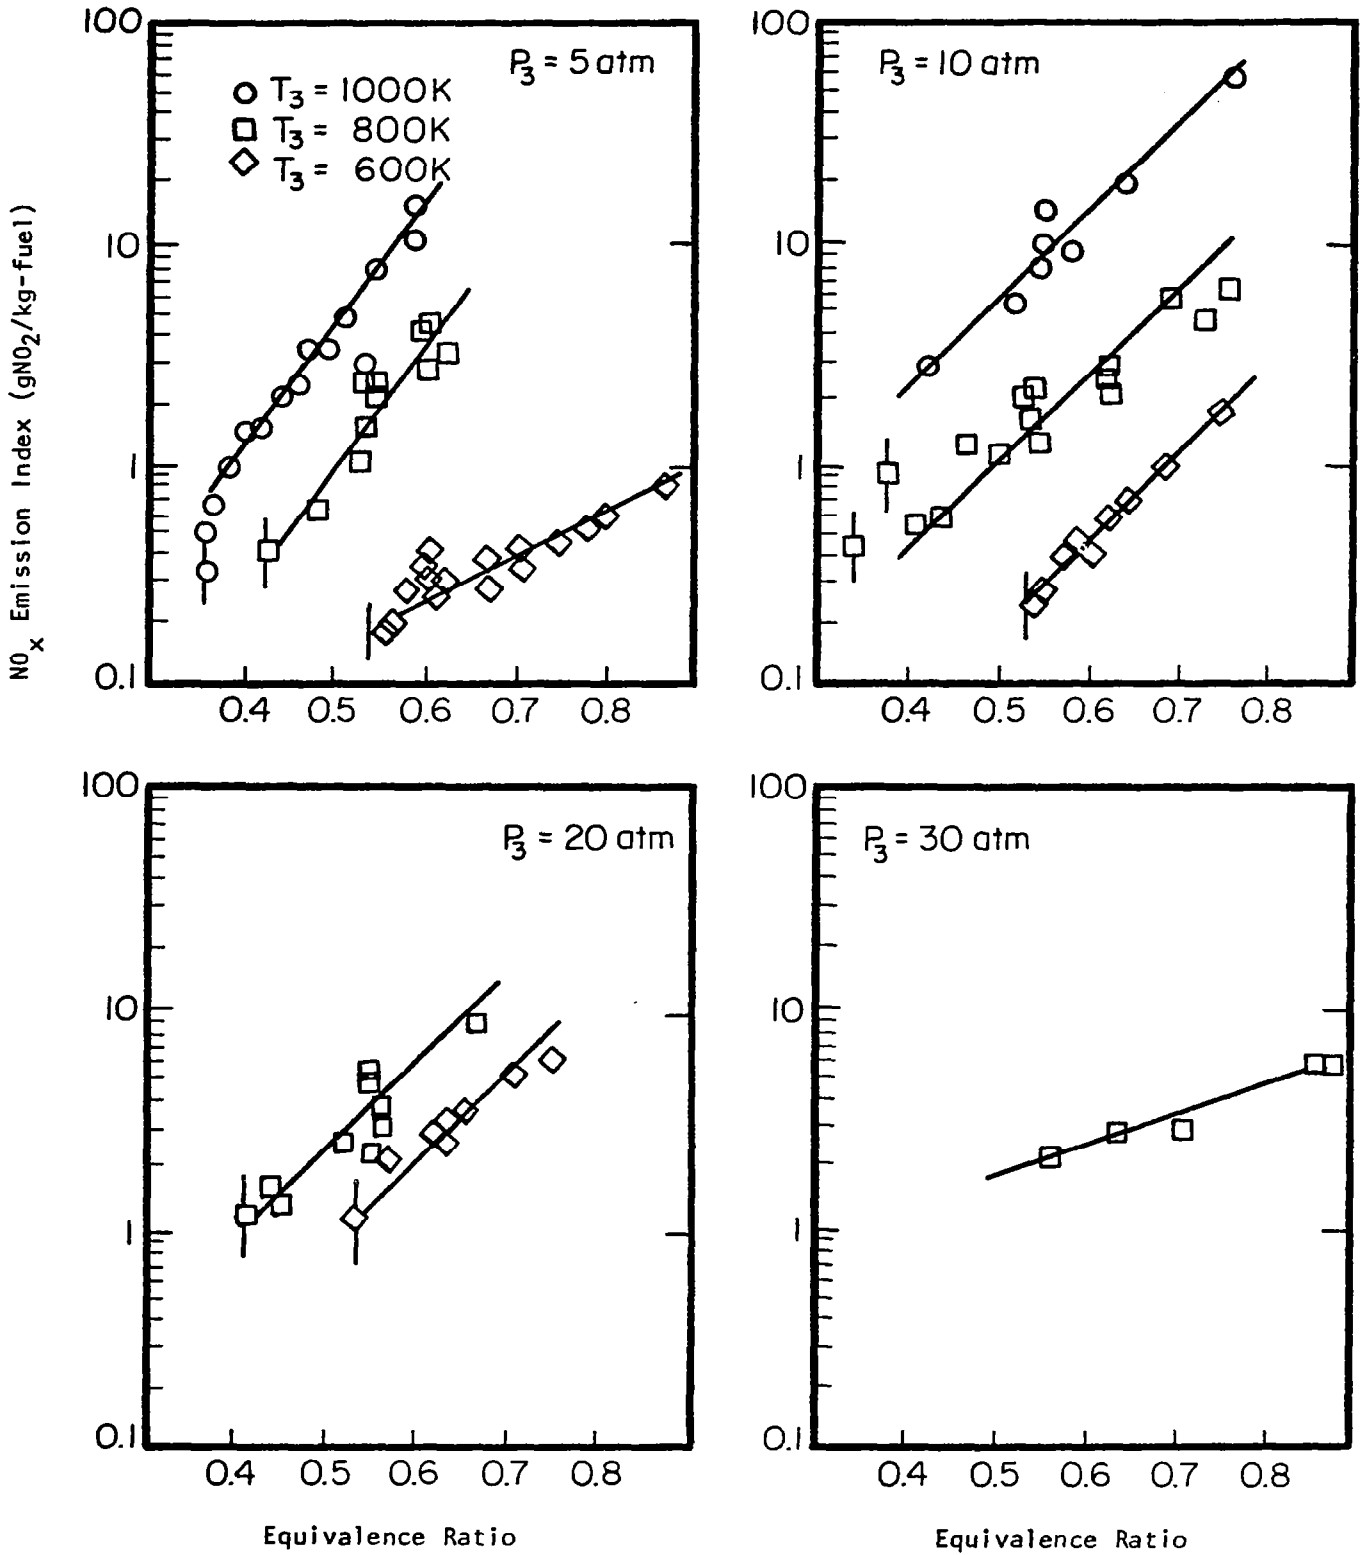 NOx Emission Index (gNO2/kg-fuel)
100
10
1
0.1
P3 = 5 atm
T3 = 1000K
T3 = 800K
T3 = 600K
0.4 0.5 0.6 0.7 0.8
100
10
1
0.1
P3 = 10 atm
0.4 0.5 0.6 0.7 0.8
100
10
1
0.1
P3 = 20 atm
0.4 0.5 0.6 0.7 0.8
Equivalence Ratio
100
10
1
0.1
P3 = 30 atm
0.4 0.5 0.6 0.7 0.8
Equivalence Ratio